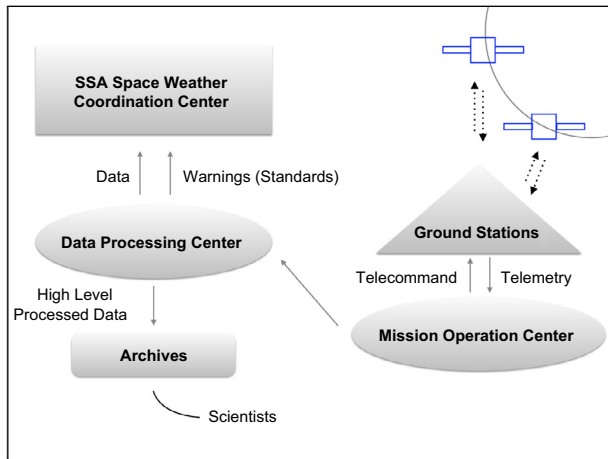 SSA Space Weather
Coordination Center
Data
Warnings (Standards)
Data Processing Center
High Level
Processed Data
Archives
Scientists
Ground Stations
Telecommand
Telemetry
Mission Operation Center